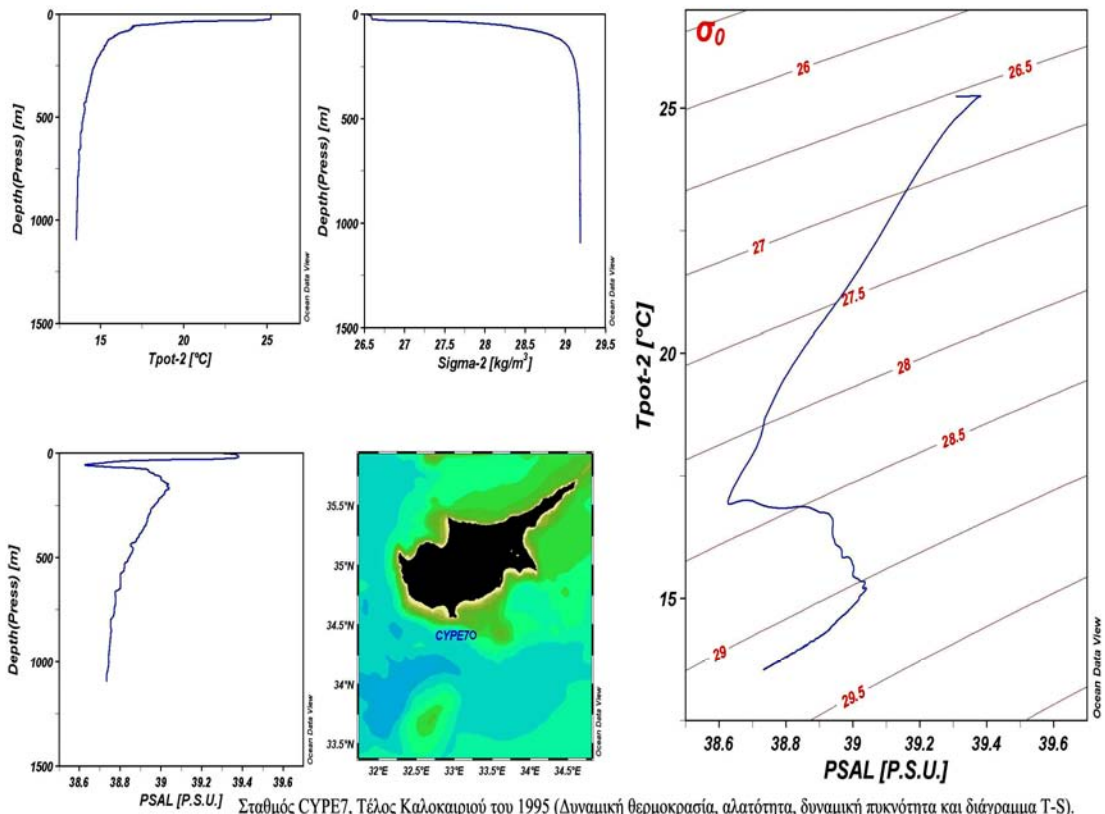 0
500
1000
1500
Depth(Press) [m]
15
20
25
Tpot-2 [°C]
Ocean Data View
0
500
1000
1500
Depth(Press) [m]
26.5
27
27.5
28
28.5
29
29.5
Sigma-2 [kg/m³]
Ocean Data View
σ₀
26
26.5
27
27.5
28
28.5
29
29.5
25
20
15
Tpot-2 [°C]
38.6
38.8
39
39.2
39.4
39.6
PSAL [P.S.U.]
Ocean Data View
0
500
1000
1500
Depth(Press) [m]
38.6
38.8
39
39.2
39.4
39.6
PSAL [P.S.U.]
Ocean Data View
35.5°N
35°N
34.5°N
34°N
33.5°N
CYPE7
32°E
32.5°E
33°E
33.5°E
34°E
34.5°E
Ocean Data View
Σταθμός CYPE7, Τέλος Καλοκαιριού του 1995 (Δυναμική θερμοκρασία, αλατότητα, δυναμική πυκνότητα και διάγραμμα T-S).